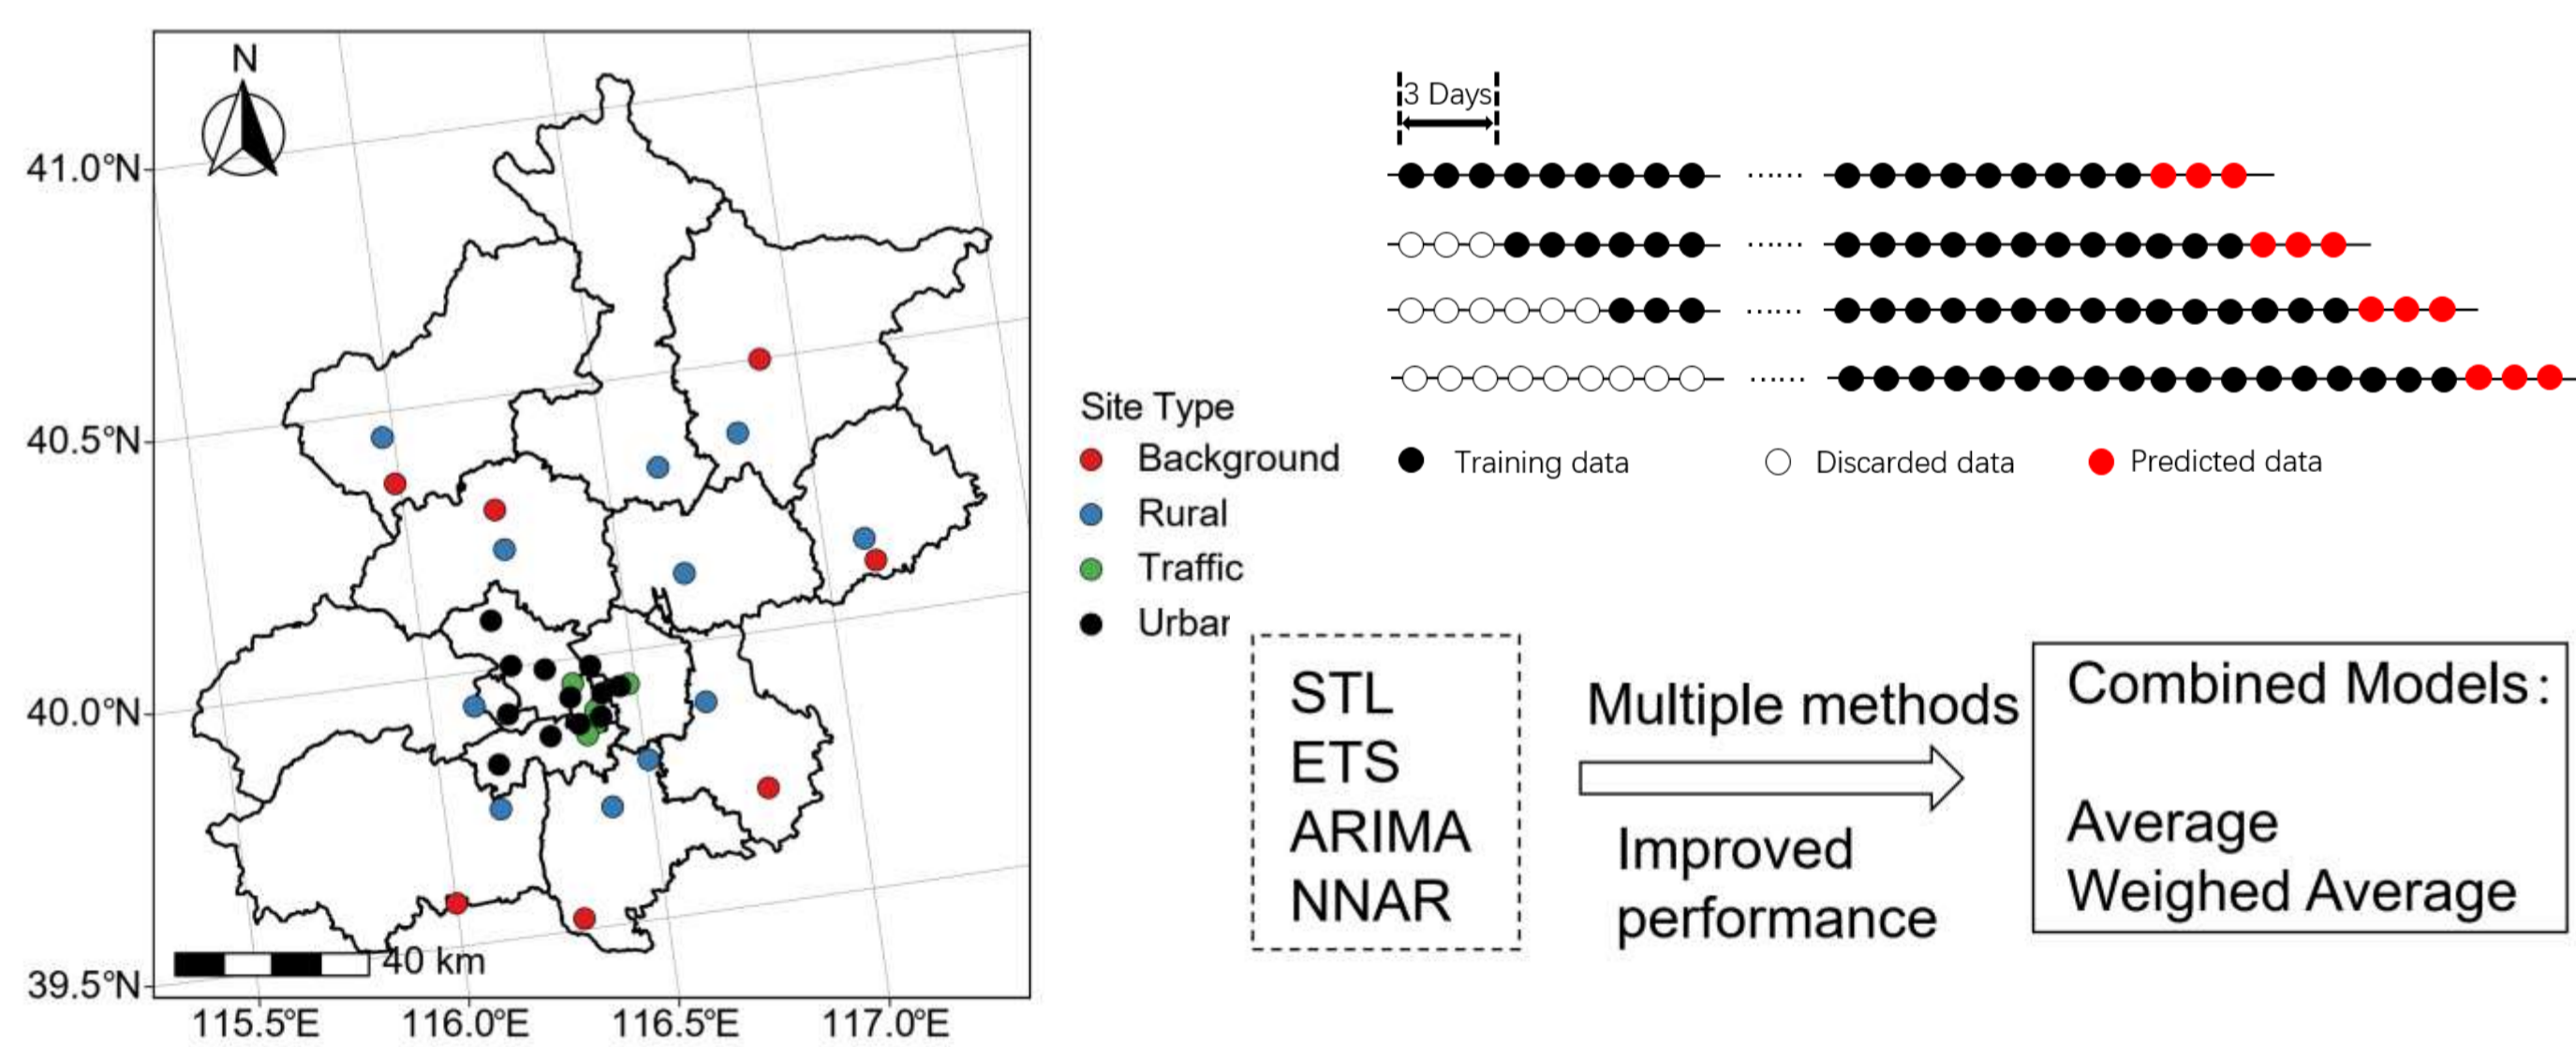 N
41.0°N
40.5°N
40.0°N
39.5°N
115.5°E
116.0°E
116.5°E
117.0°E
40 km
Site Type
Background
Rural
Traffic
Urbar
3 Days
......
......
......
......
Training data
Discarded data
Predicted data
STL
ETS
ARIMA
NNAR
Multiple methods
Improved
performance
Combined Models:
Average
Weighed Average